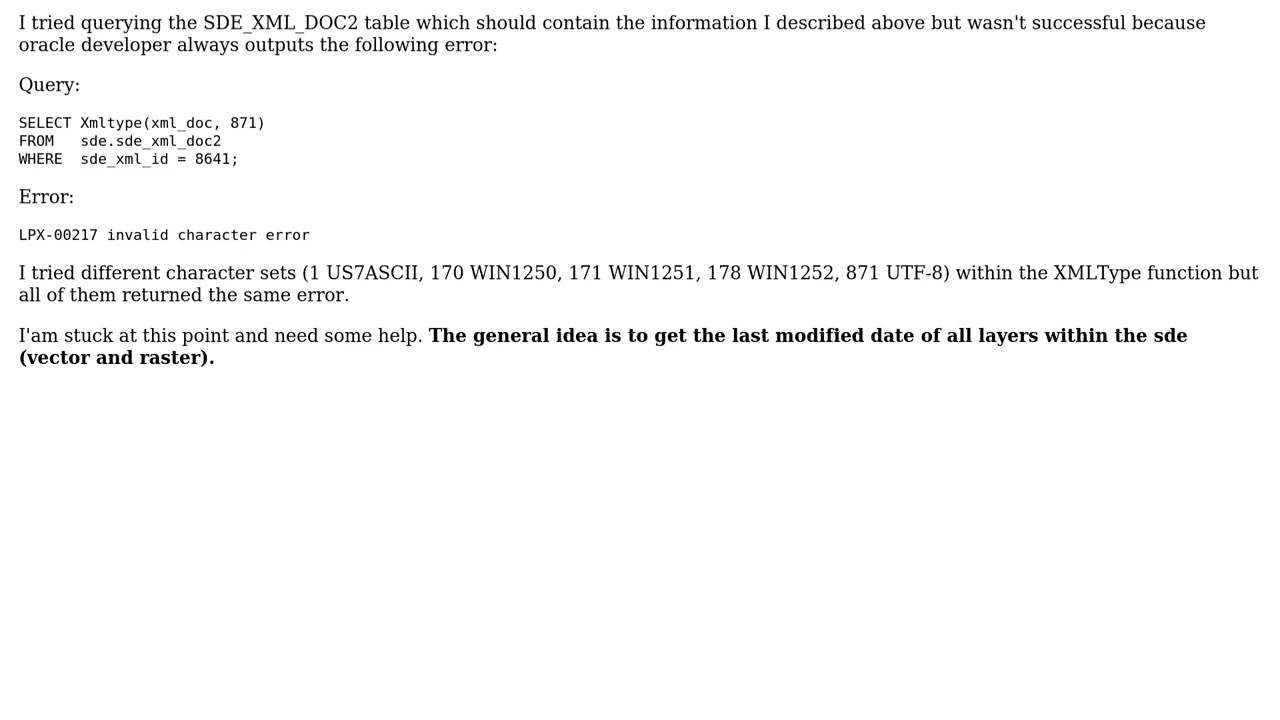 I tried querying the SDE_XML_DOC2 table which should contain the information I described above but wasn't successful because
oracle developer always outputs the following error:
Query:
SELECT Xmltype(xml_doc, 871)
FROM   sde.sde_xml_doc2
WHERE  sde_xml_id = 8641;
Error:
LPX-00217 invalid character error
I tried different character sets (1 US7ASCII, 170 WIN1250, 171 WIN1251, 178 WIN1252, 871 UTF-8) within the XMLType function but
all of them returned the same error.
I'am stuck at this point and need some help. The general idea is to get the last modified date of all layers within the sde
(vector and raster).